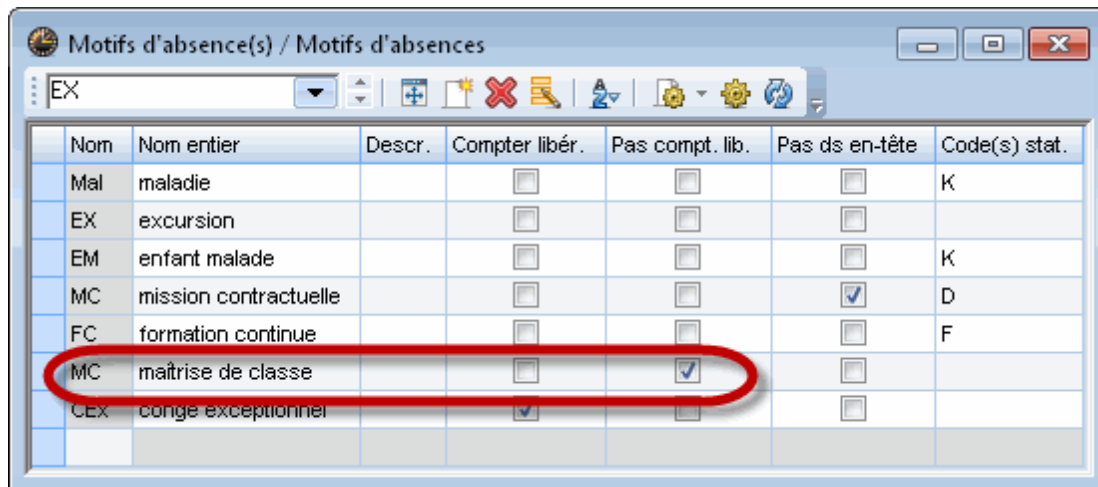 Motifs d'absence(s) / Motifs d'absences
EX
Nom Nom entier Descr. Compter libér. Pas compt. lib. Pas ds en-tête Code(s) stat.
Mal maladie K
EX excursion
EM enfant malade K
MC mission contractuelle D
FC formation continue F
MC maîtrise de classe
CEx congé exceptionnel